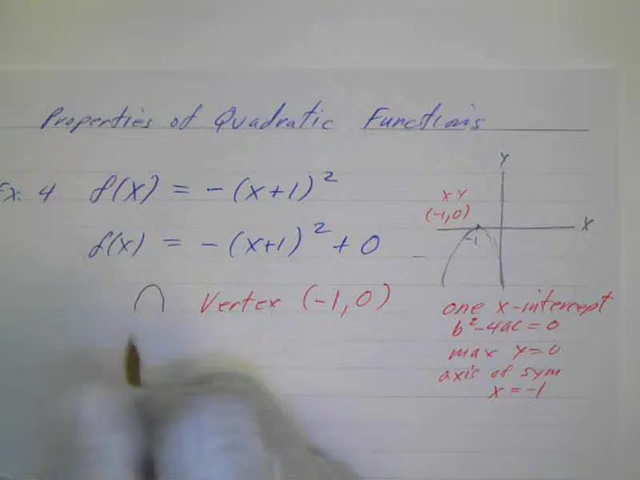 Properties of Quadratic Functions
Ex. 4 f(x) = -(x+1)²
f(x) = -(x+1)² + 0
Vertex (-1,0)
Y
X Y
(-1,0)
X
-1
one x-intercept
b²-4ac = 0
max y=0
axis of sym
x = -1